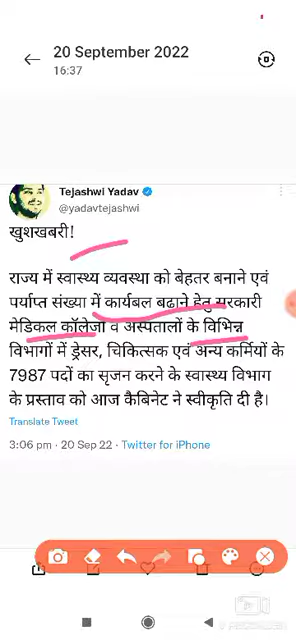 20 September 2022
16:37
Tejashwi Yadav
@yadavtejashwi
खुशखबरी!
राज्य में स्वास्थ्य व्यवस्था को बेहतर बनाने एवं
पर्याप्त संख्या में कार्यबल बढाने हेतु सरकारी
मेडिकल कॉलेजों व अस्पतालों के विभिन्न
विभागों में ड्रेसर, चिकित्सक एवं अन्य कर्मियों के
7987 पदों का सृजन करने के स्वास्थ्य विभाग
के प्रस्ताव को आज कैबिनेट ने स्वीकृति दी है।
Translate Tweet
3:06 pm · 20 Sep 22 · Twitter for iPhone